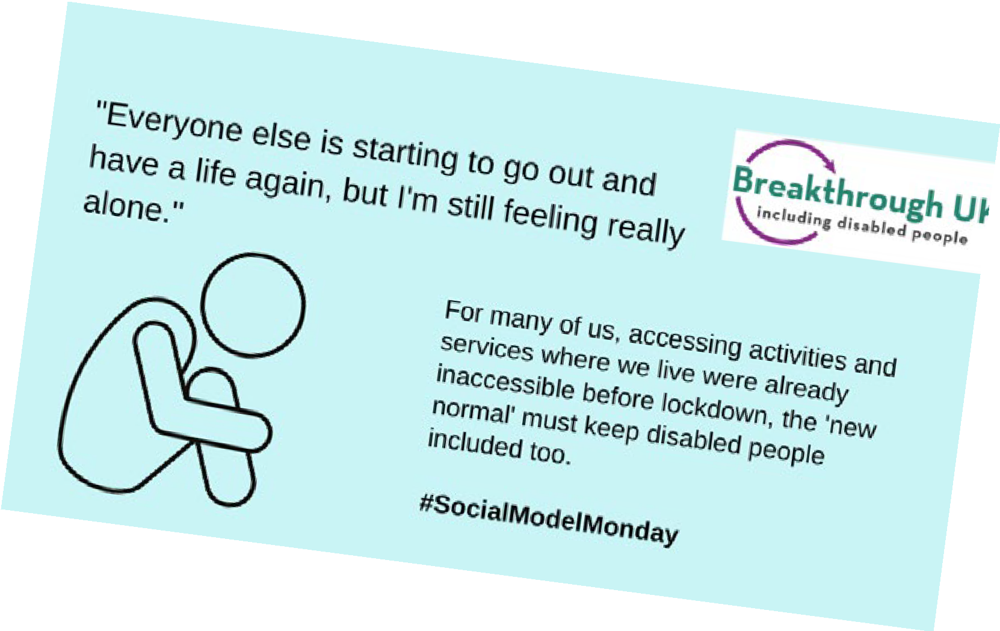 "Everyone else is starting to go out and
have a life again, but I'm still feeling really
alone."
Breakthrough UK
including disabled people
For many of us, accessing activities and
services where we live were already
inaccessible before lockdown, the 'new
normal' must keep disabled people
included too.
#SocialModelMonday